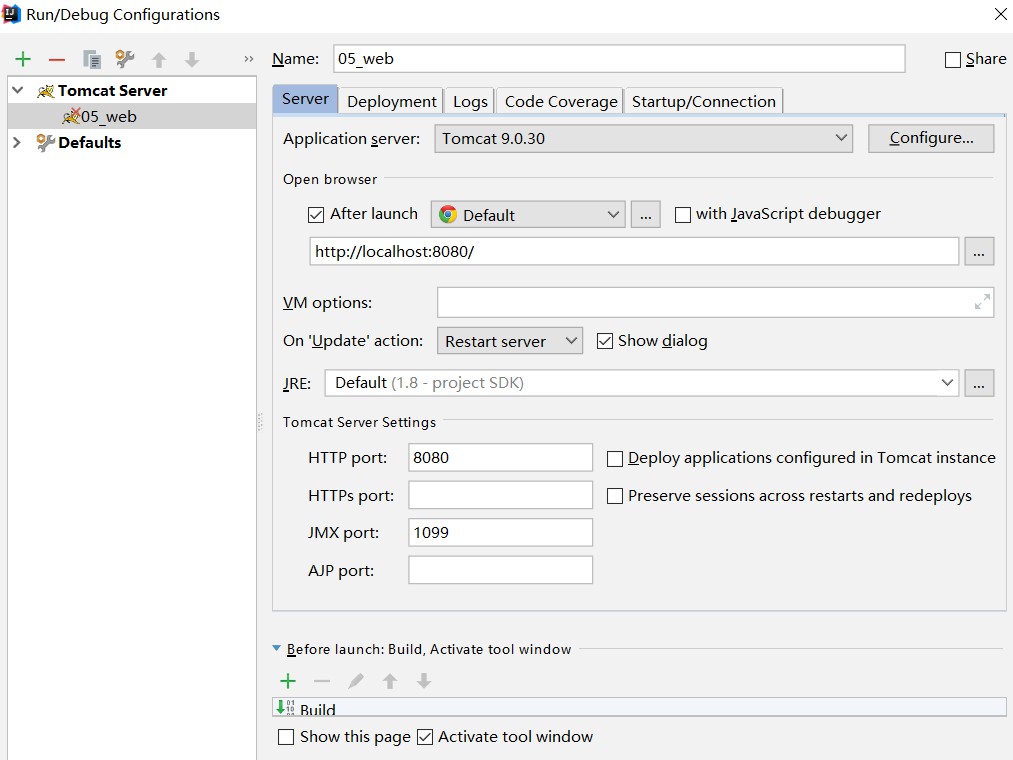 Run/Debug Configurations
Name: 05_web Share
Tomcat Server
05_web
Defaults
Server Deployment Logs Code Coverage Startup/Connection
Application server: Tomcat 9.0.30 Configure...
Open browser
After launch Default ... with JavaScript debugger
http://localhost:8080/ ...
VM options:
On 'Update' action: Restart server Show dialog
JRE: Default (1.8 - project SDK) ...
Tomcat Server Settings
HTTP port: 8080 Deploy applications configured in Tomcat instance
HTTPs port: Preserve sessions across restarts and redeploys
JMX port: 1099
AJP port:
Before launch: Build, Activate tool window
Build
Show this page Activate tool window